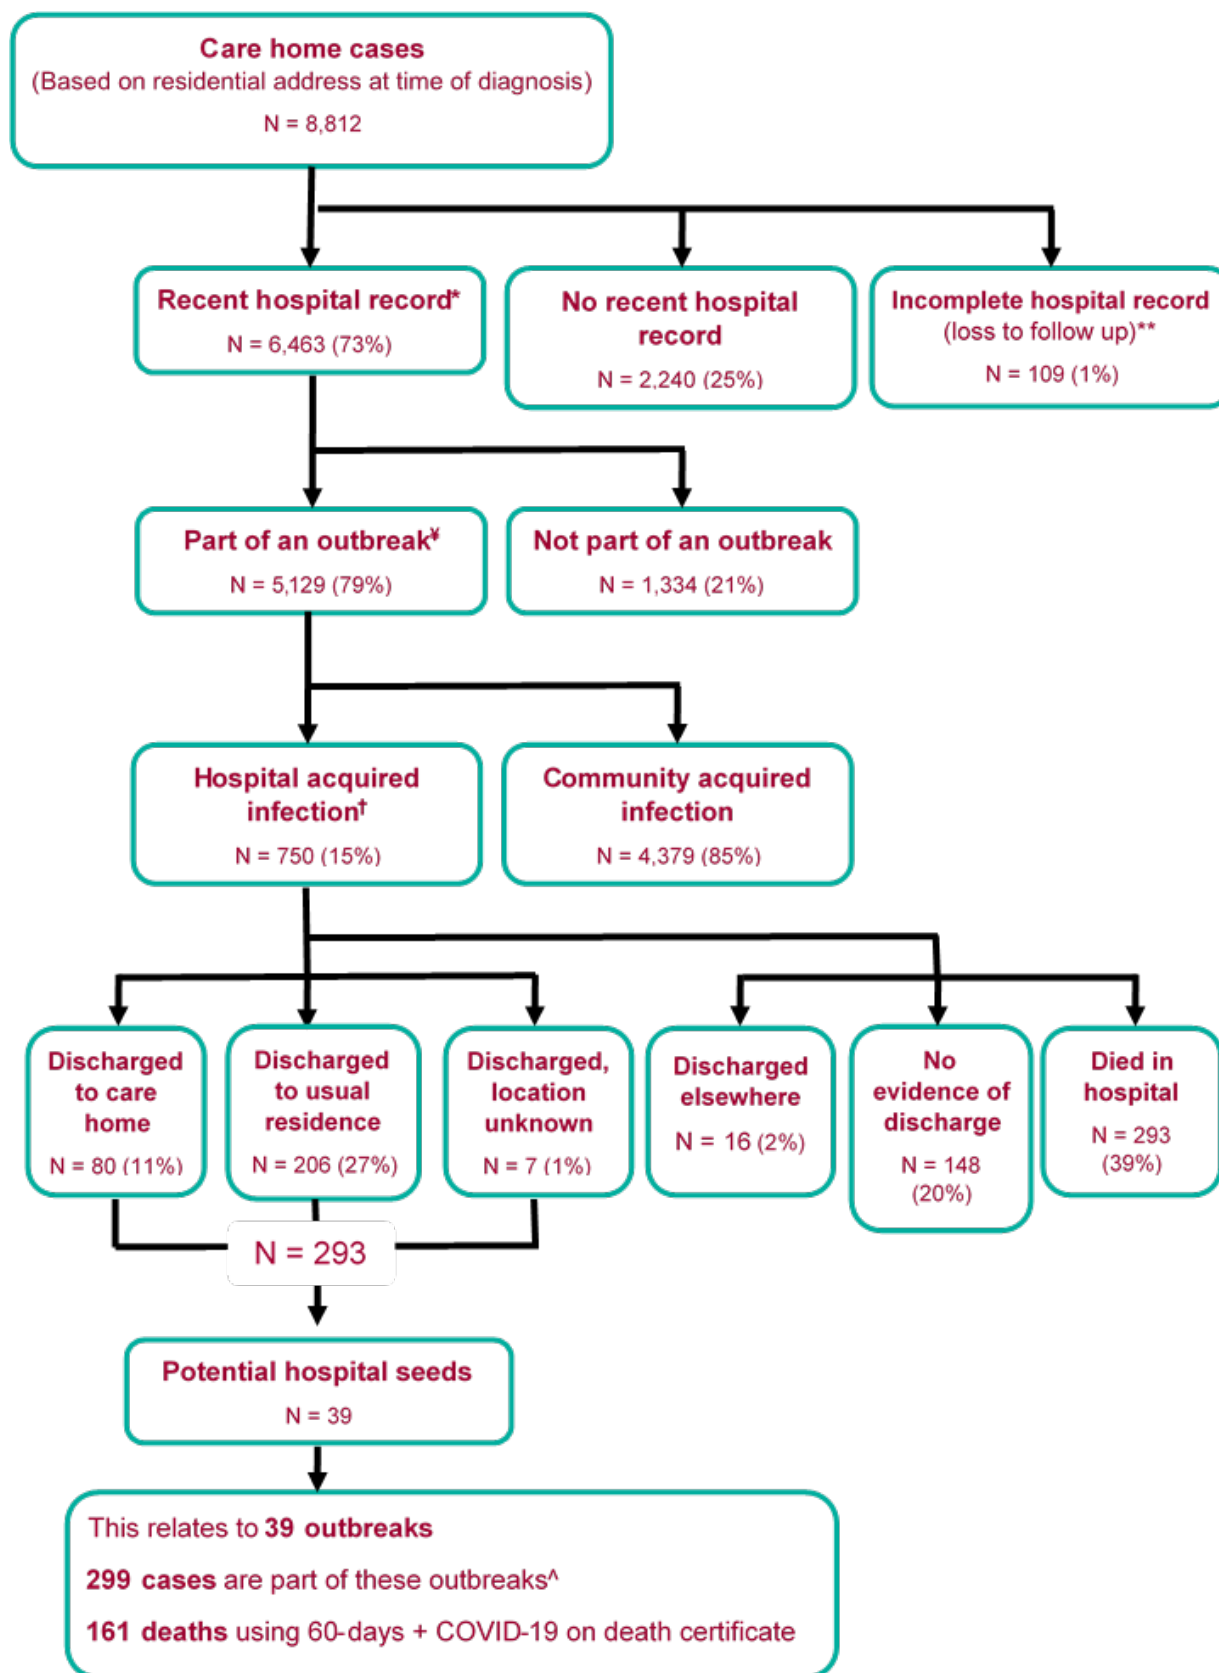 Care home cases
(Based on residential address at time of diagnosis)
N = 8,812
Recent hospital record*
N = 6,463 (73%)
No recent hospital
record
N = 2,240 (25%)
Incomplete hospital record
(loss to follow up)**
N = 109 (1%)
Part of an outbreak¥
N = 5,129 (79%)
Not part of an outbreak
N = 1,334 (21%)
Hospital acquired
infection†
N = 750 (15%)
Community acquired
infection
N = 4,379 (85%)
Discharged
to care
home
N = 80 (11%)
Discharged
to usual
residence
N = 206 (27%)
Discharged,
location
unknown
N = 7 (1%)
Discharged
elsewhere
N = 16 (2%)
No
evidence of
discharge
N = 148
(20%)
Died in
hospital
N = 293
(39%)
N = 293
Potential hospital seeds
N = 39
This relates to 39 outbreaks
299 cases are part of these outbreaks^
161 deaths using 60-days + COVID-19 on death certificate